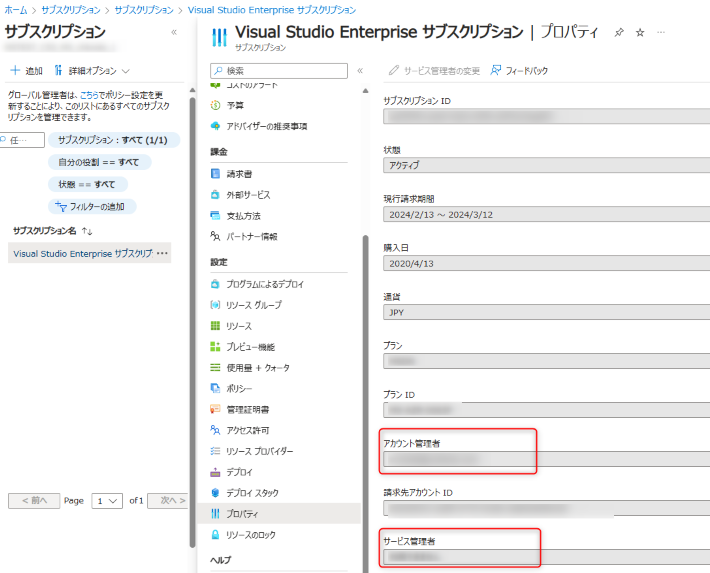 ホーム > サブスクリプション > サブスクリプション > Visual Studio Enterprise サブスクリプション
サブスクリプション
«
+ 追加
詳細オプション
グローバル管理者は、こちらでポリシー設定を更
新することにより、このリストにあるすべてのサブスク
リプションを管理できます。
任…
サブスクリプション : すべて (1/1)
自分の役割 == すべて
状態 == すべて
フィルターの追加
サブスクリプション名 ↑↓
Visual Studio Enterprise サブスクリプ ···
< 前へ
Page
1
of1
次へ >
Visual Studio Enterprise サブスクリプション | プロパティ
···
サブスクリプション
検索
«
コストのアラート
予算
アドバイザーの推奨事項
課金
請求書
外部サービス
支払方法
パートナー情報
設定
プログラムによるデプロイ
リソース グループ
リソース
プレビュー機能
使用量 + クォータ
ポリシー
管理証明書
アクセス許可
リソース プロバイダー
デプロイ
デプロイ スタック
プロパティ
リソースのロック
ヘルプ
サービス管理者の変更
フィードバック
サブスクリプション ID
状態
アクティブ
現行請求期間
2024/2/13 ～ 2024/3/12
購入日
2020/4/13
通貨
JPY
プラン
プラン ID
アカウント管理者
請求先アカウント ID
サービス管理者